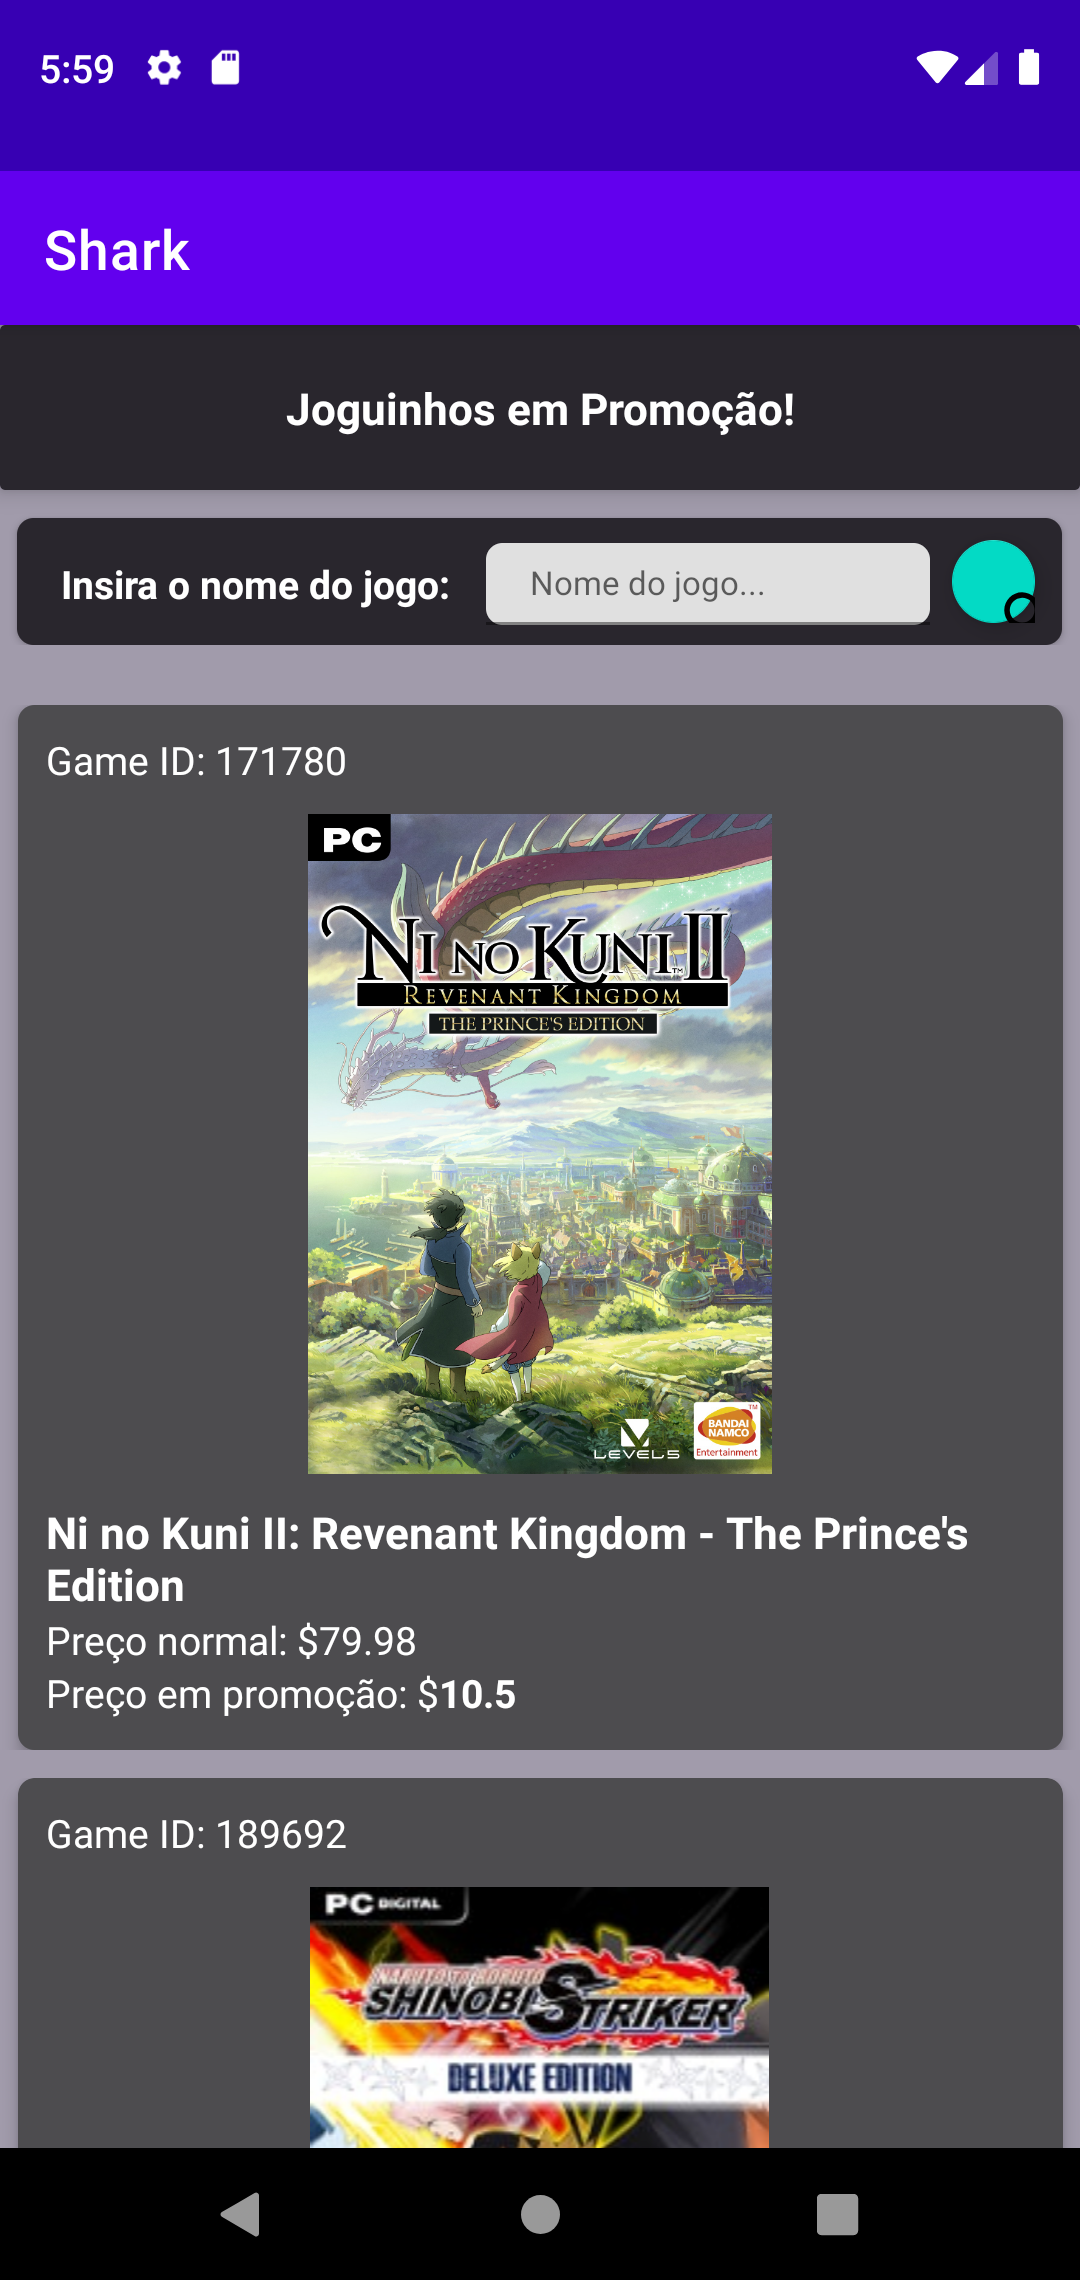 5:59
Shark
Joguinhos em Promoção!
Insira o nome do jogo:
Nome do jogo...
Game ID: 171780
PC
NI NO KUNI II
TM
REVENANT KINGDOM
THE PRINCE'S EDITION
LEVEL5
BANDAI
NAMCO
Entertainment
TM
Ni no Kuni II: Revenant Kingdom - The Prince's
Edition
Preço normal: $79.98
Preço em promoção: $10.5
Game ID: 189692
PC DIGITAL
NARUTO TO BORUTO
SHINOBI STRIKER
DELUXE EDITION